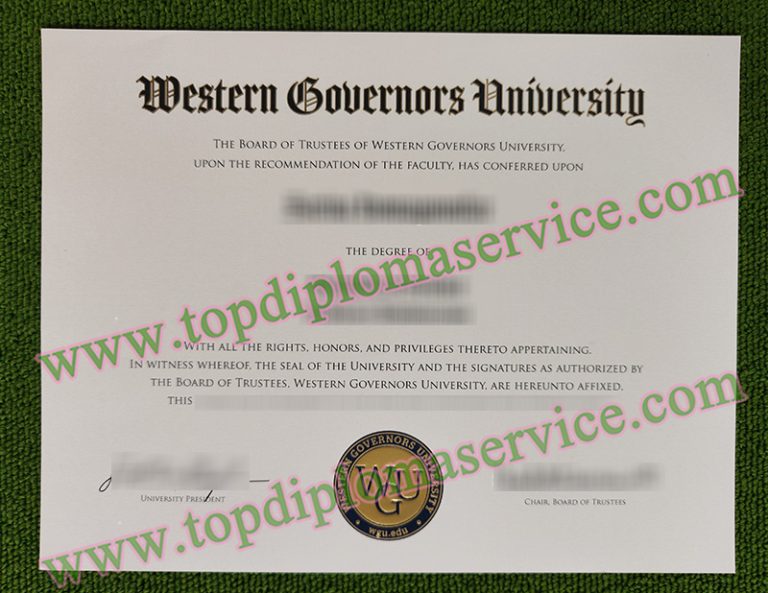 Western Governors University
THE BOARD OF TRUSTEES OF WESTERN GOVERNORS UNIVERSITY,
UPON THE RECOMMENDATION OF THE FACULTY, HAS CONFERRED UPON
THE DEGREE OF
www.topdiplomaservice.com
WITH ALL THE RIGHTS, HONORS, AND PRIVILEGES THERETO APPERTAINING.
IN WITNESS WHEREOF, THE SEAL OF THE UNIVERSITY AND THE SIGNATURES AS AUTHORIZED BY
THE BOARD OF TRUSTEES, WESTERN GOVERNORS UNIVERSITY, ARE HEREUNTO AFFIXED.
THIS
WESTERN GOVERNORS UNIVERSITY
WGU
wgu.edu
UNIVERSITY PRESIDENT
CHAIR, BOARD OF TRUSTEES
www.topdiplomaservice.com